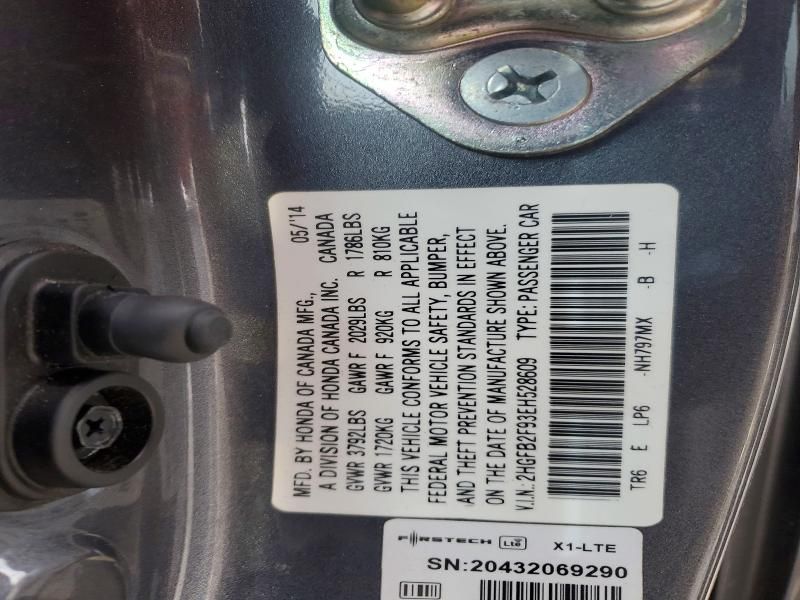 MFD. BY HONDA OF CANADA MFG., 05/'14
A DIVISION OF HONDA CANADA INC. CANADA
GVWR 3792LBS GAWR F 2029LBS R 1786LBS
GVWR 1720KG GAWR F 920KG R 810KG
THIS VEHICLE CONFORMS TO ALL APPLICABLE
FEDERAL MOTOR VEHICLE SAFETY, BUMPER,
AND THEFT PREVENTION STANDARDS IN EFFECT
ON THE DATE OF MANUFACTURE SHOWN ABOVE.
V.I.N.: 2HGFB2F93EH528609 TYPE: PASSENGER CAR
TR6 E LP6 -NH797MX -B -H
FIRSTECH Lte X1-LTE
SN:20432069290